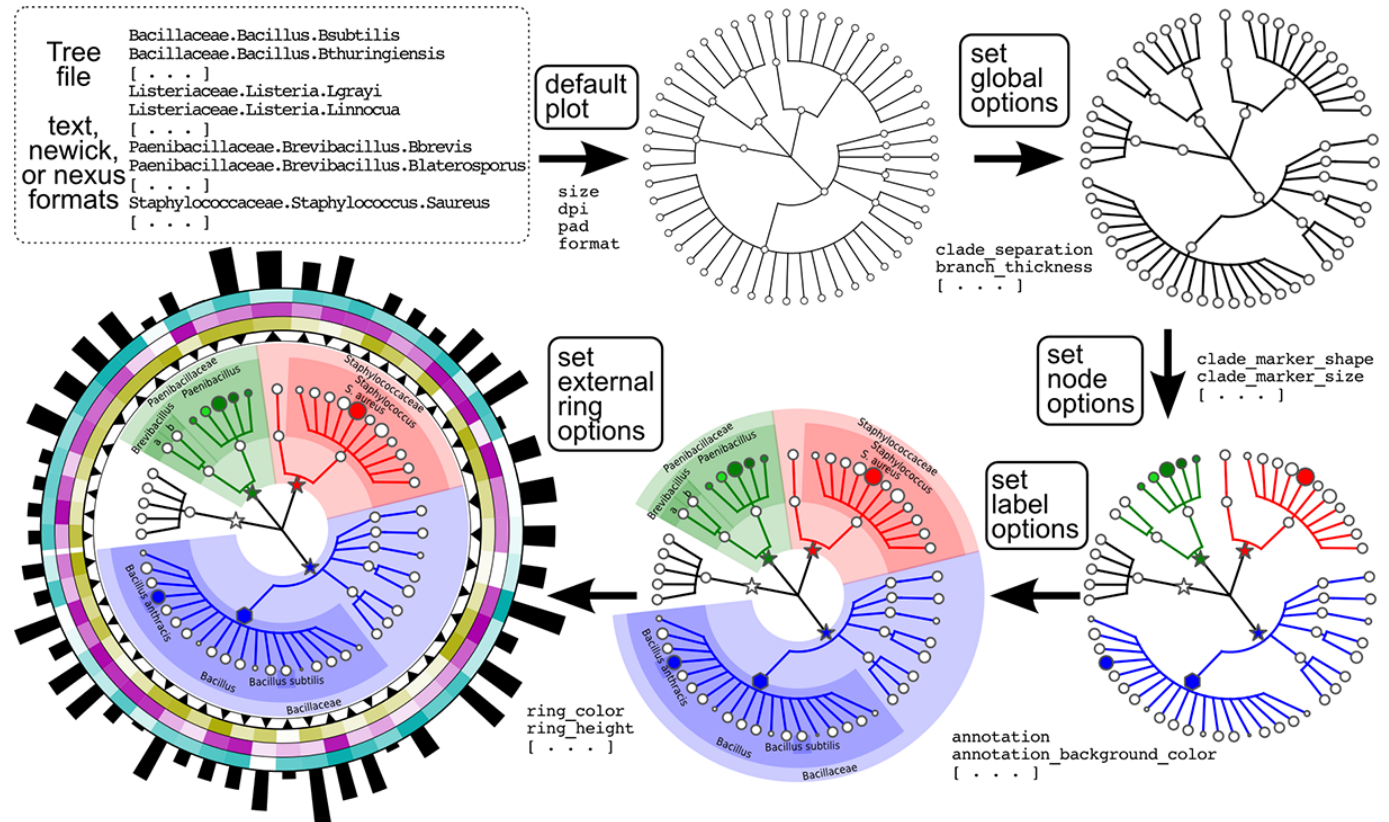 Tree
file
text,
newick,
or nexus
formats
Bacillaceae.Bacillus.Bsubtilis
Bacillaceae.Bacillus.Bthuringiensis
[ . . . ]
Listeriaceae.Listeria.Lgrayi
Listeriaceae.Listeria.Linnocua
[ . . . ]
Paenibacillaceae.Brevibacillus.Bbrevis
Paenibacillaceae.Brevibacillus.Blaterosporus
[ . . . ]
Staphylococcaceae.Staphylococcus.Saureus
[ . . . ]
default
plot
size
dpi
pad
format
set
global
options
clade_separation
branch_thickness
[ . . . ]
set
node
options
clade_marker_shape
clade_marker_size
[ . . . ]
set
label
options
annotation
annotation_background_color
[ . . . ]
Paenibacillaceae
Paenibacillus
Brevibacillus
a
b
Staphylococcaceae
Staphylococcus
S. aureus
Bacillus anthracis
Bacillus
Bacillus subtilis
Bacillaceae
set
external
ring
options
ring_color
ring_height
[ . . . ]
Paenibacillaceae
Paenibacillus
Brevibacillus
a
b
Staphylococcaceae
Staphylococcus
S. aureus
Bacillus anthracis
Bacillus
Bacillus subtilis
Bacillaceae